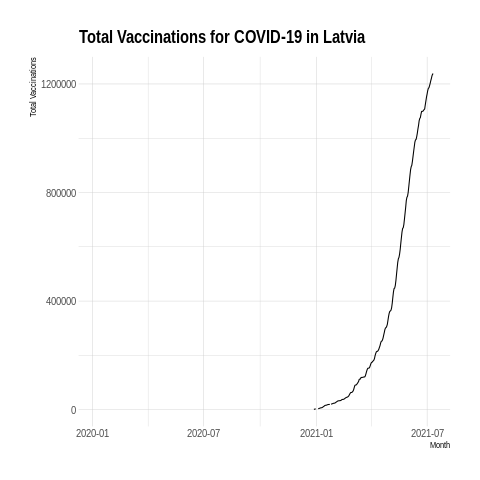 Total Vaccinations for COVID-19 in Latvia
Total Vaccinations
1200000
800000
400000
0
2020-01 2020-07 2021-01 2021-07
Month